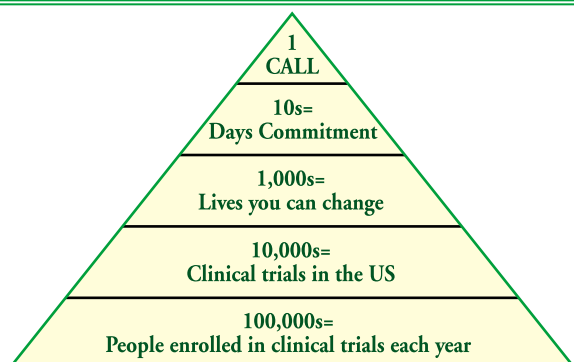 1
CALL
10s=
Days Commitment
1,000s=
Lives you can change
10,000s=
Clinical trials in the US
100,000s=
People enrolled in clinical trials each year